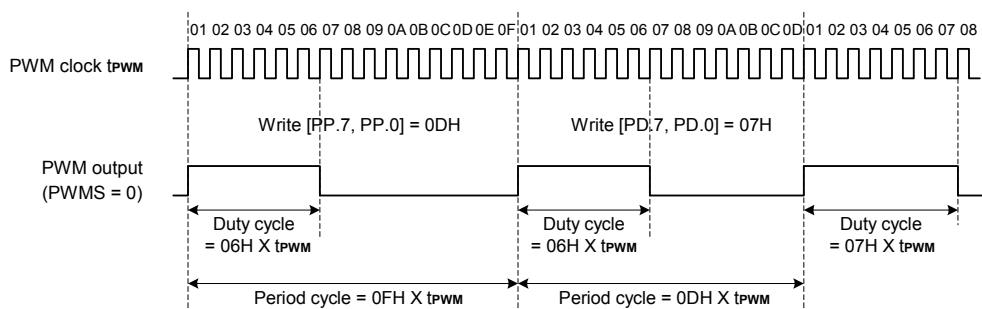 01 02 03 04 05 06 07 08 09 0A 0B 0C 0D 0E 0F 01 02 03 04 05 06 07 08 09 0A 0B 0C 0D 01 02 03 04 05 06 07 08
PWM clock tPWM
Write [PP.7, PP.0] = 0DH
Write [PD.7, PD.0] = 07H
PWM output
(PWMS = 0)
Duty cycle
= 06H X tPWM
Duty cycle
= 06H X tPWM
Duty cycle
= 07H X tPWM
Period cycle = 0FH X tPWM
Period cycle = 0DH X tPWM